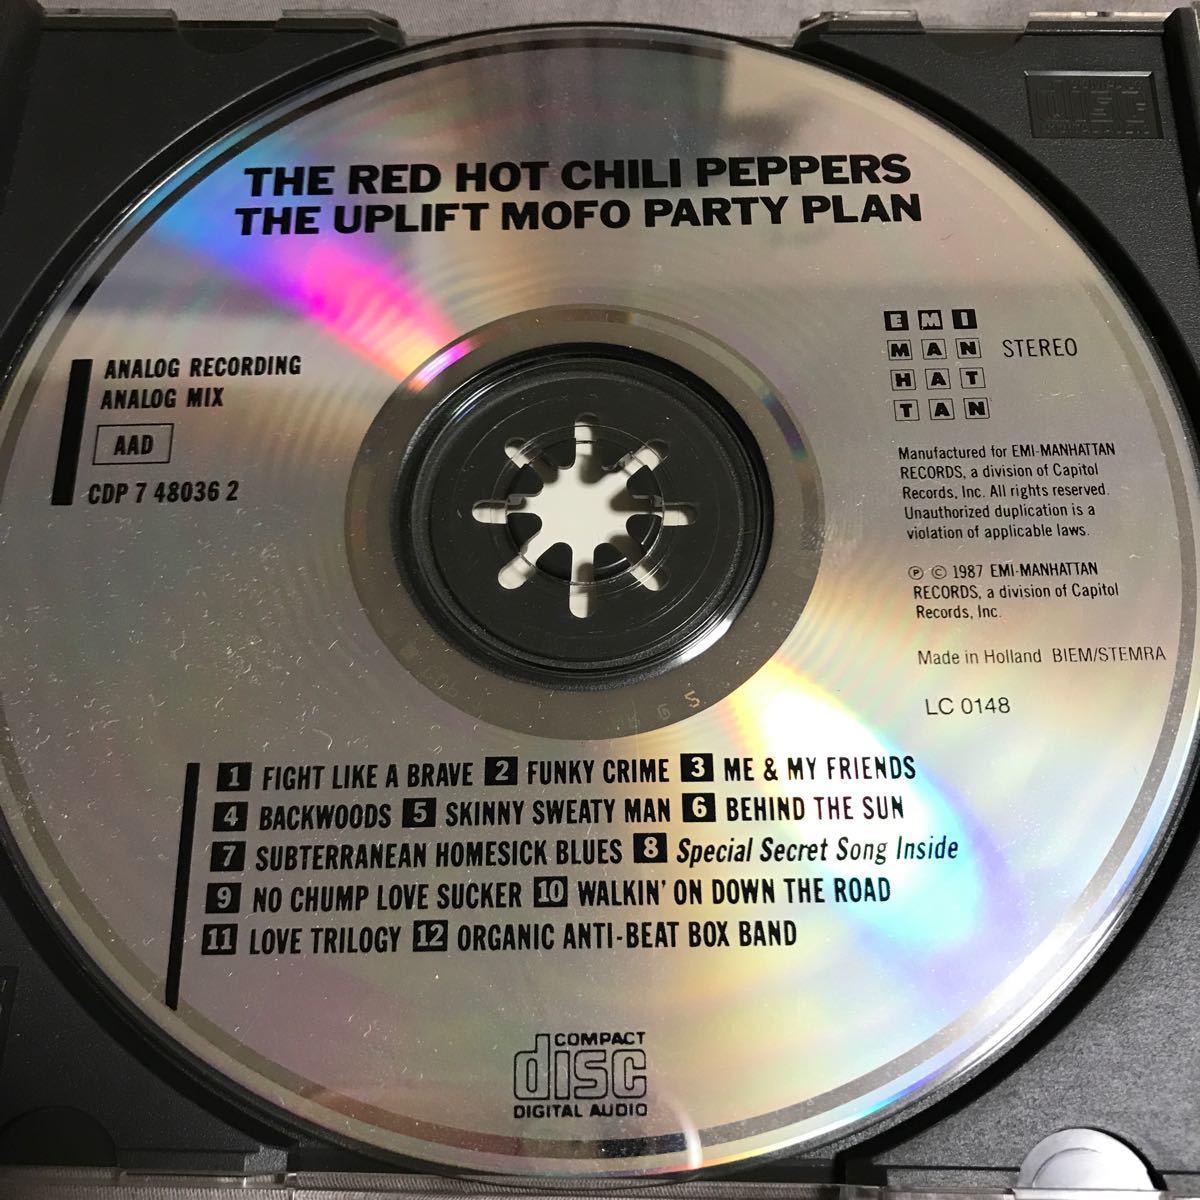 THE RED HOT CHILI PEPPERS
THE UPLIFT MOFO PARTY PLAN
ANALOG RECORDING
ANALOG MIX
AAD
CDP 7 48036 2
EMI
MAN
HAT
TAN
STEREO
Manufactured for EMI-MANHATTAN
RECORDS, a division of Capitol
Records, Inc. All rights reserved.
Unauthorized duplication is a
violation of applicable laws.
℗ © 1987 EMI-MANHATTAN
RECORDS, a division of Capitol
Records, Inc.
Made in Holland BIEM/STEMRA
LC 0148
1 FIGHT LIKE A BRAVE 2 FUNKY CRIME 3 ME & MY FRIENDS
4 BACKWOODS 5 SKINNY SWEATY MAN 6 BEHIND THE SUN
7 SUBTERRANEAN HOMESICK BLUES 8 Special Secret Song Inside
9 NO CHUMP LOVE SUCKER 10 WALKIN' ON DOWN THE ROAD
11 LOVE TRILOGY 12 ORGANIC ANTI-BEAT BOX BAND
COMPACT
disc
DIGITAL AUDIO